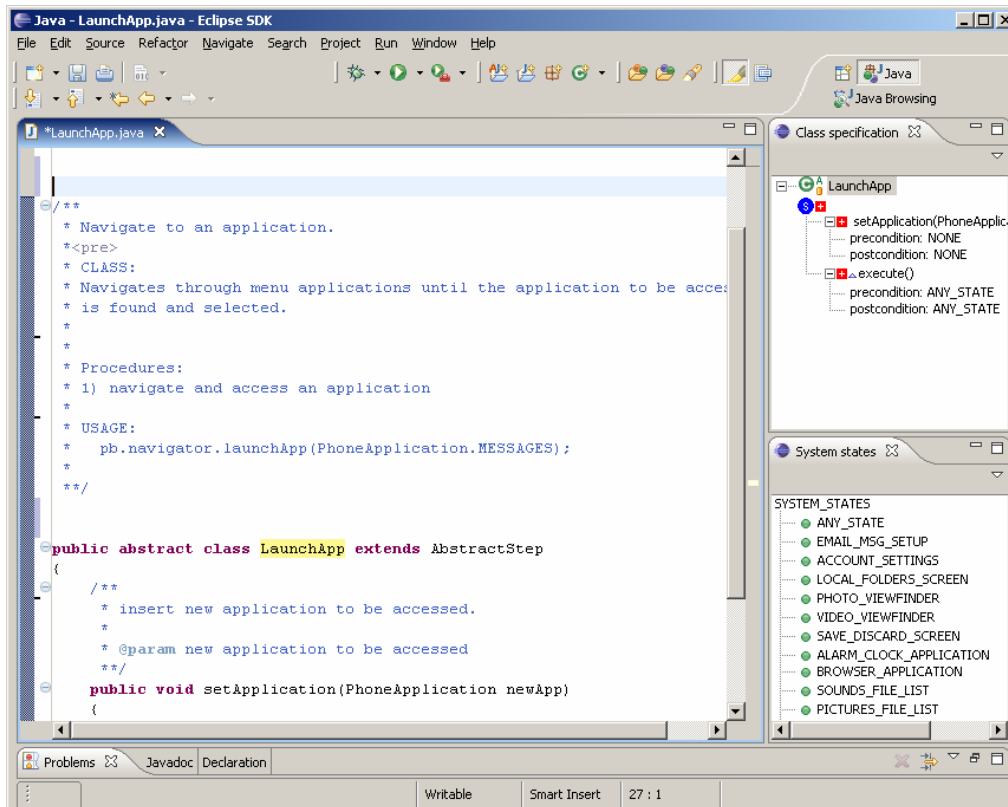 Java - LaunchApp.java - Eclipse SDK
File Edit Source Refactor Navigate Search Project Run Window Help
Java
Java Browsing
*LaunchApp.java
/**
* Navigate to an application.
*<pre>
* CLASS:
* Navigates through menu applications until the application to be acces
* is found and selected.
*
*
* Procedures:
* 1) navigate and access an application
*
* USAGE:
* pb.navigator.launchApp(PhoneApplication.MESSAGES);
*
**/
public abstract class LaunchApp extends AbstractStep
{
/**
* insert new application to be accessed.
*
* @param new application to be accessed
**/
public void setApplication(PhoneApplication newApp)
{
Class specification
LaunchApp
S
setApplication(PhoneApplica
precondition: NONE
postcondition: NONE
execute()
precondition: ANY_STATE
postcondition: ANY_STATE
System states
SYSTEM_STATES
ANY_STATE
EMAIL_MSG_SETUP
ACCOUNT_SETTINGS
LOCAL_FOLDERS_SCREEN
PHOTO_VIEWFINDER
VIDEO_VIEWFINDER
SAVE_DISCARD_SCREEN
ALARM_CLOCK_APPLICATION
BROWSER_APPLICATION
SOUNDS_FILE_LIST
PICTURES_FILE_LIST
Problems Javadoc Declaration
Writable Smart Insert 27 : 1